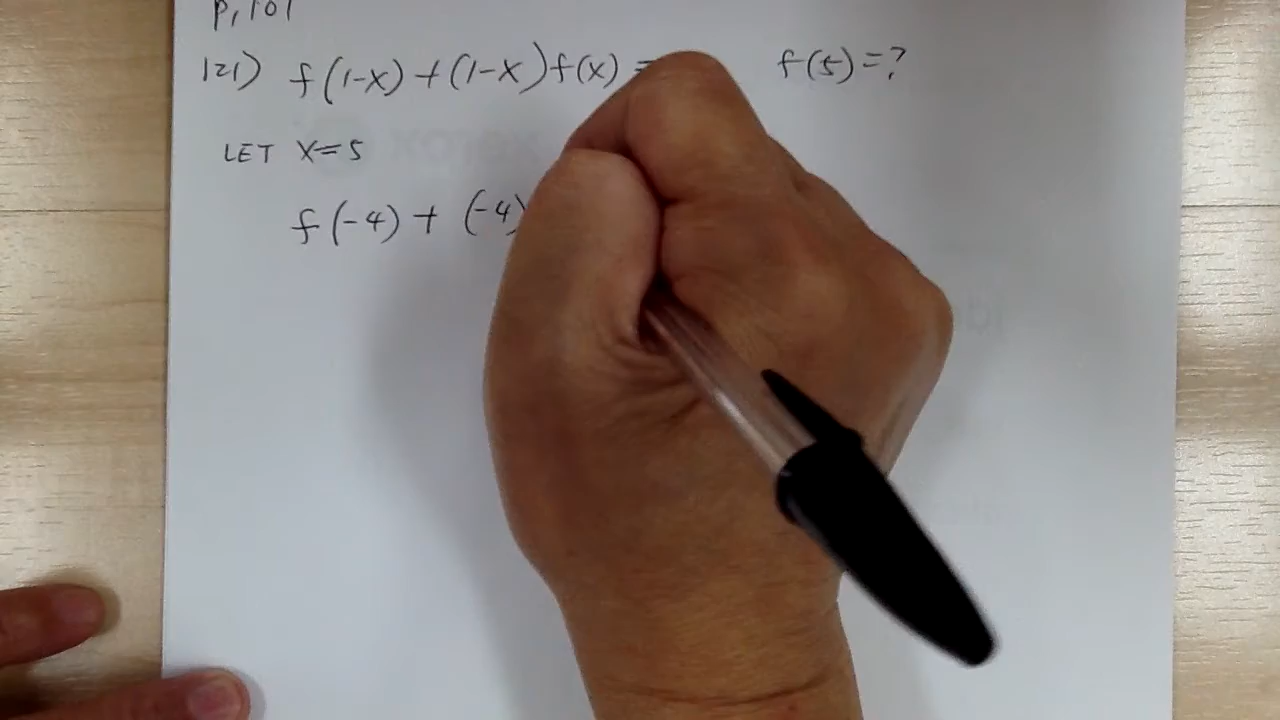 P, 101
121) f(1-x) + (1-x)f(x) = f(5)=?
LET x=5
f(-4) + (-4)